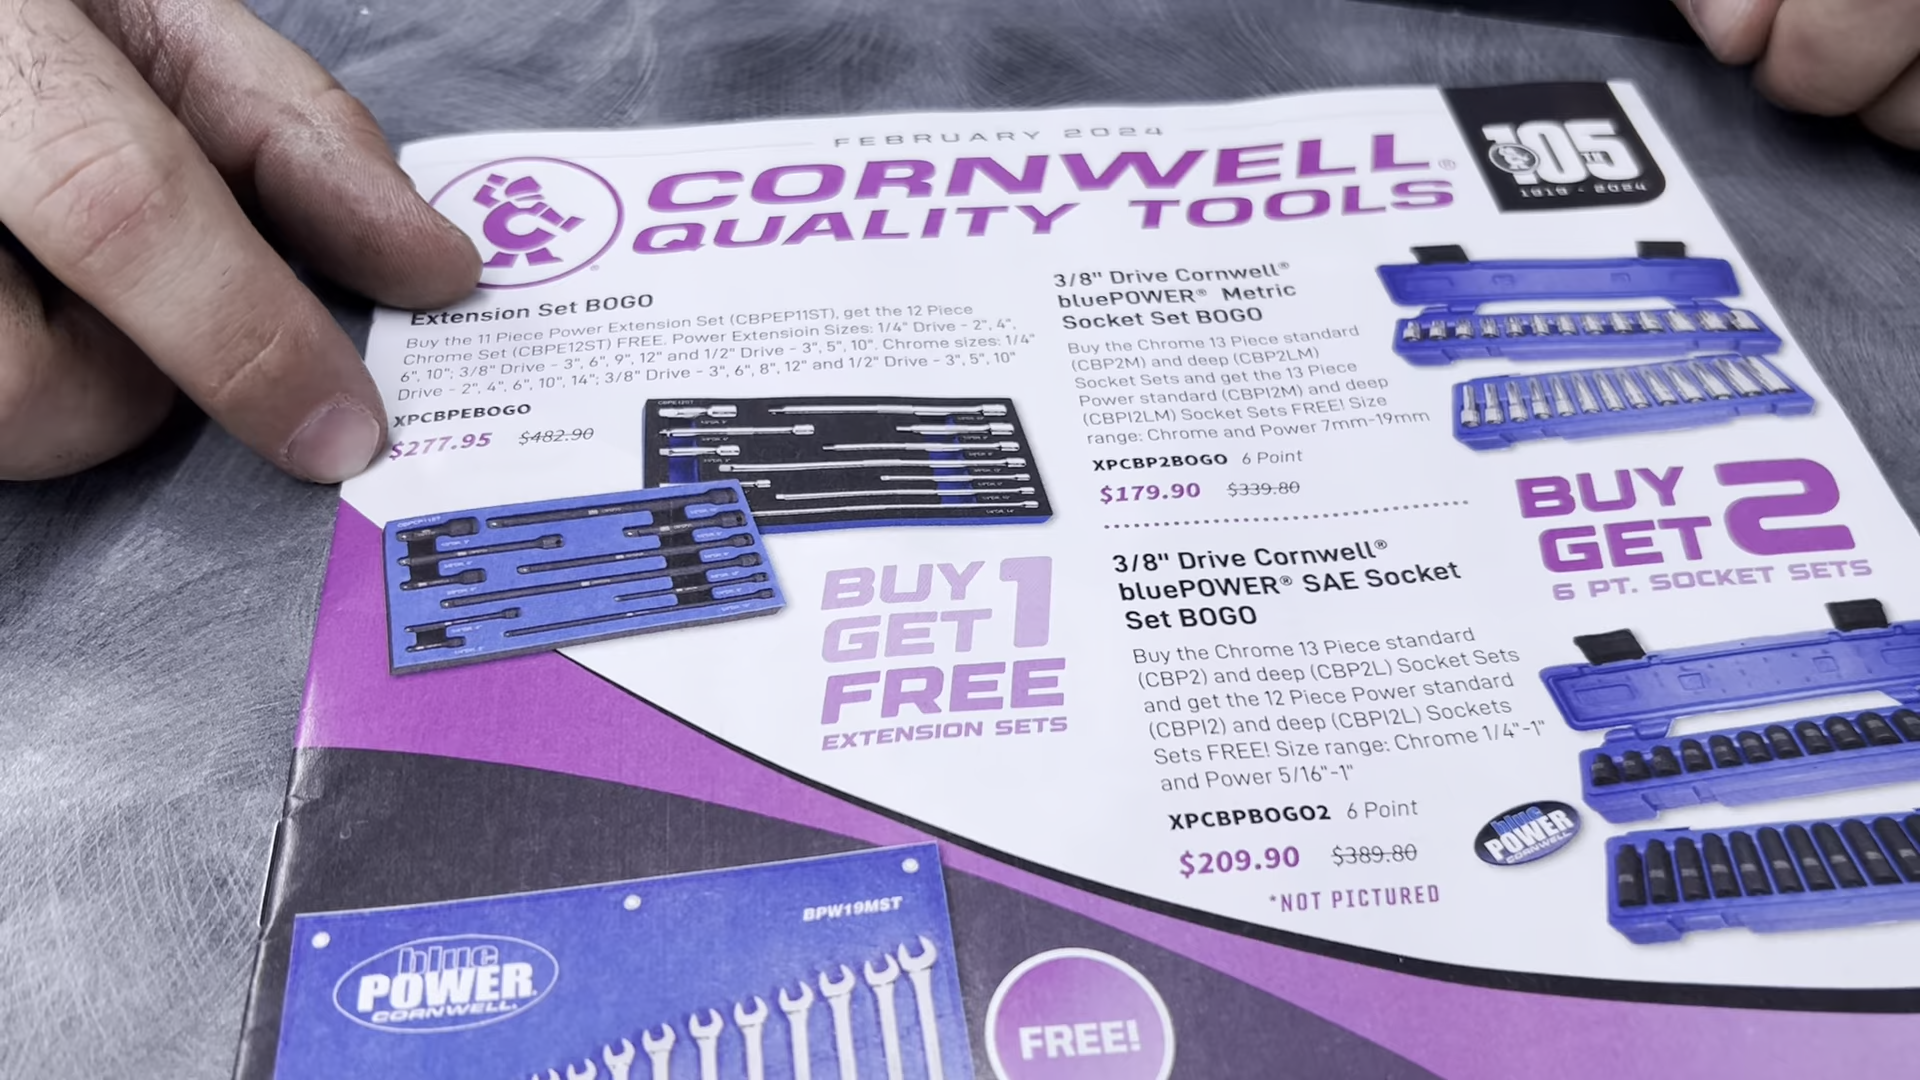 FEBRUARY 2024
CORNWELL®
QUALITY TOOLS
105TH
1919 - 2024
Extension Set BOGO
Buy the 11 Piece Power Extension Set (CBPEP11ST), get the 12 Piece
Chrome Set (CBPE12ST) FREE. Power Extensioin Sizes: 1/4" Drive - 2", 4",
6", 10"; 3/8" Drive - 3", 6", 9", 12" and 1/2" Drive - 3", 5", 10". Chrome sizes: 1/4"
Drive - 2", 4", 6", 10", 14"; 3/8" Drive - 3", 6", 8", 12" and 1/2" Drive - 3", 5", 10"
XPCBPEBOGO
$277.95 $482.90
CBPE12ST
CBPEP11ST
BUY 1
GET
FREE
EXTENSION SETS
3/8" Drive Cornwell®
bluePOWER® Metric
Socket Set BOGO
Buy the Chrome 13 Piece standard
(CBP2M) and deep (CBP2LM)
Socket Sets and get the 13 Piece
Power standard (CBPI2M) and deep
(CBPI2LM) Socket Sets FREE! Size
range: Chrome and Power 7mm-19mm
XPCBP2BOGO 6 Point
$179.90 $339.80
BUY 2
GET
6 PT. SOCKET SETS
3/8" Drive Cornwell®
bluePOWER® SAE Socket
Set BOGO
Buy the Chrome 13 Piece standard
(CBP2) and deep (CBP2L) Socket Sets
and get the 12 Piece Power standard
(CBPI2) and deep (CBPI2L) Sockets
Sets FREE! Size range: Chrome 1/4"-1"
and Power 5/16"-1"
XPCBPBOGO2 6 Point
$209.90 $389.80
*NOT PICTURED
blue
POWER
CORNWELL
BPW19MST
blue
POWER.
CORNWELL.
FREE!